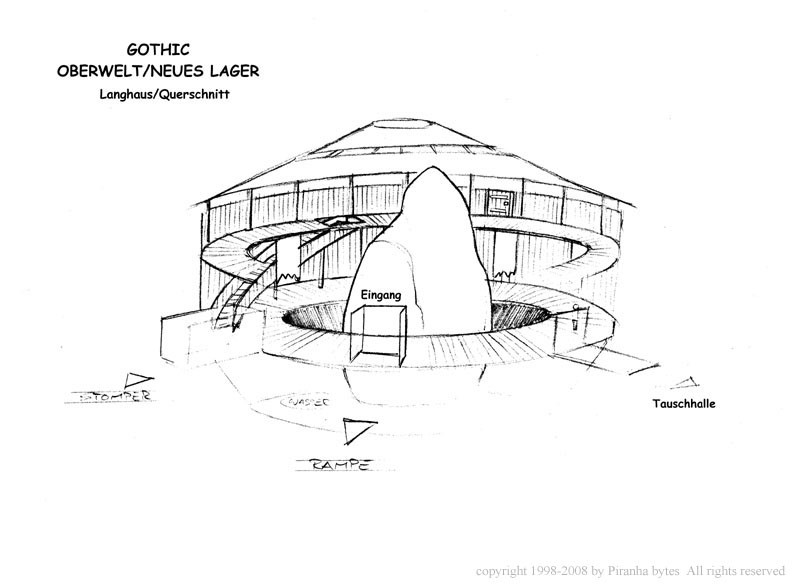 GOTHIC
OBERWELT/NEUES LAGER
Langhaus/Querschnitt
Eingang
STOMPER
WASSER
Tauschhalle
RAMPE
copyright 1998-2008 by Piranha bytes All rights reserved